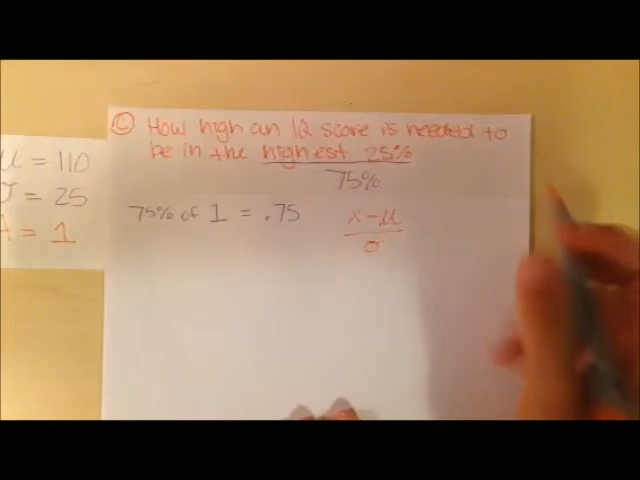 Ⓒ How high an IQ score is needed to
be in the highest 25%
75%
μ = 110
σ = 25
A = 1
75% of 1 = .75
x-μ
σ